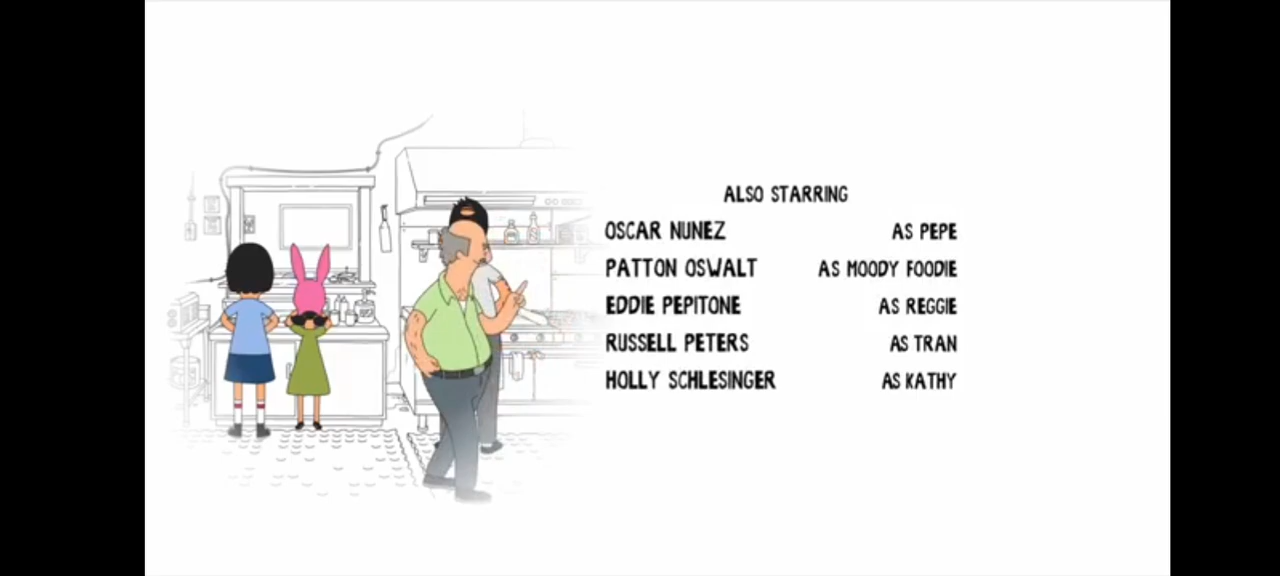 ALSO STARRING
OSCAR NUNEZ AS PEPE
PATTON OSWALT AS MOODY FOODIE
EDDIE PEPITONE AS REGGIE
RUSSELL PETERS AS TRAN
HOLLY SCHLESINGER AS KATHY